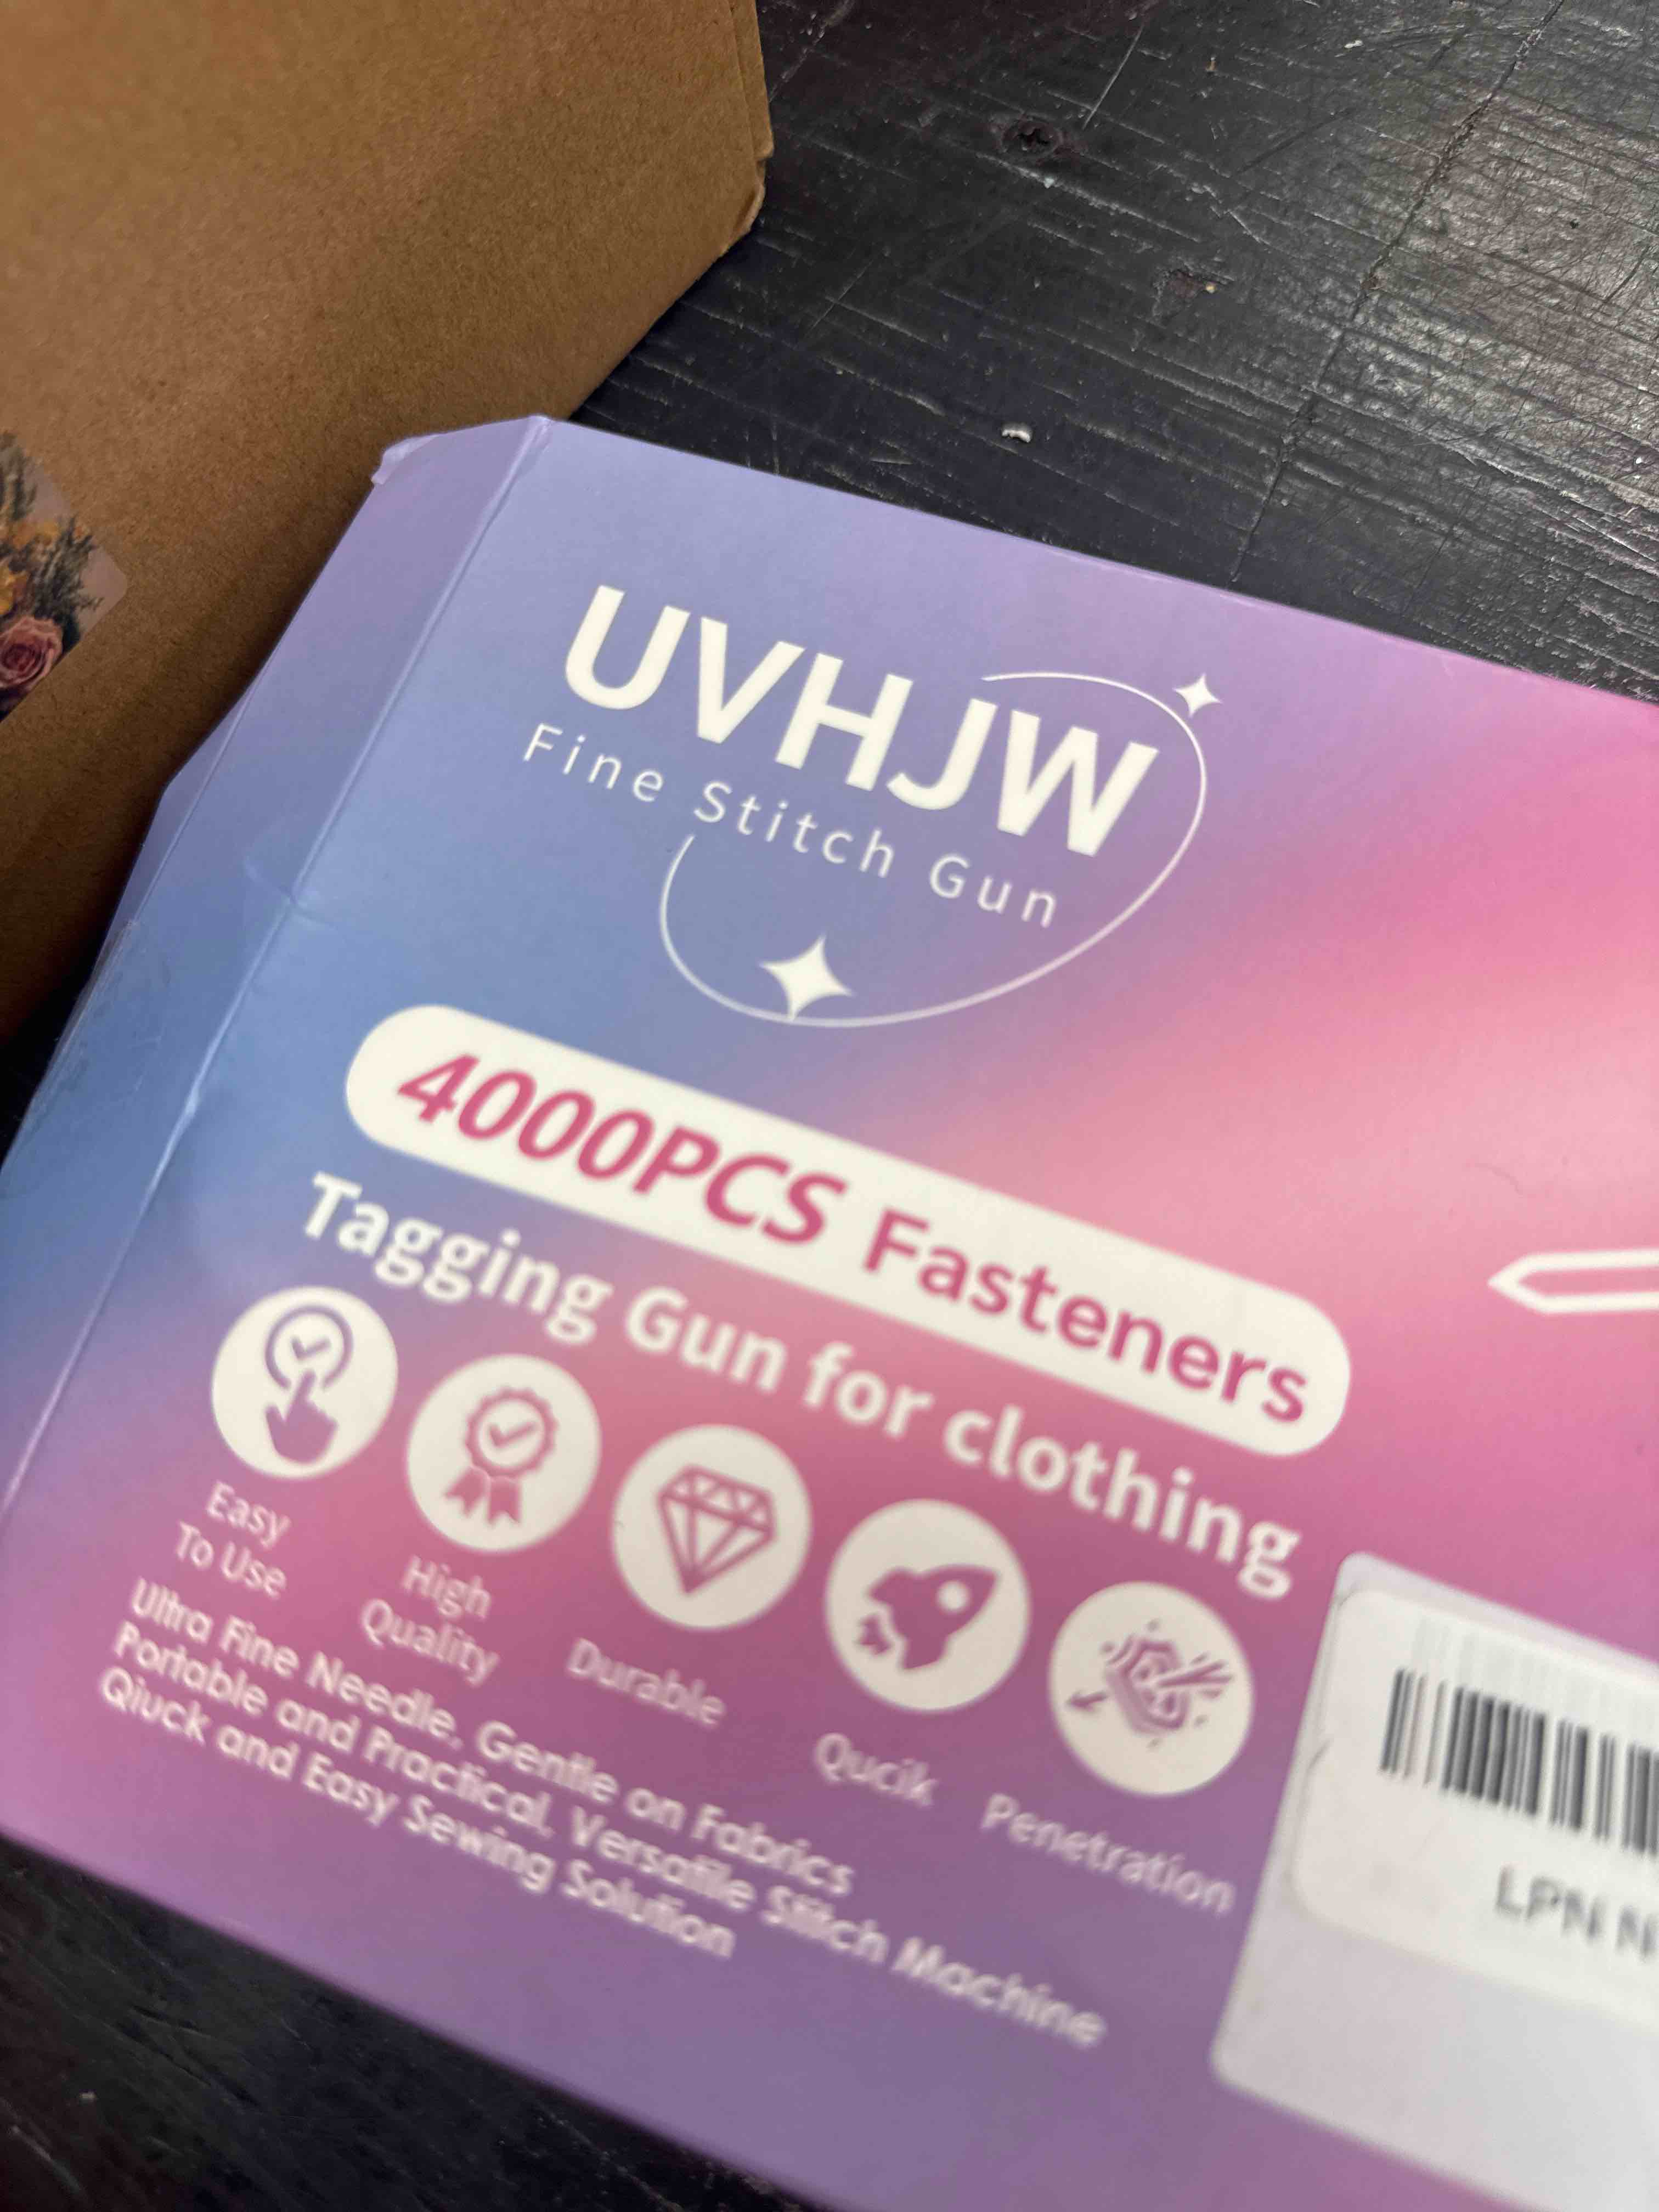 UVHJW
Fine Stitch Gun
4000PCS Fasteners
Tagging Gun for clothing
Easy
To Use
High
Quality
Durable
Qucik
Penetration
Ultra Fine Needle, Gentle on Fabrics
Portable and Practical, Versatile Stitch Machine
Qiuck and Easy Sewing Solution
LPN